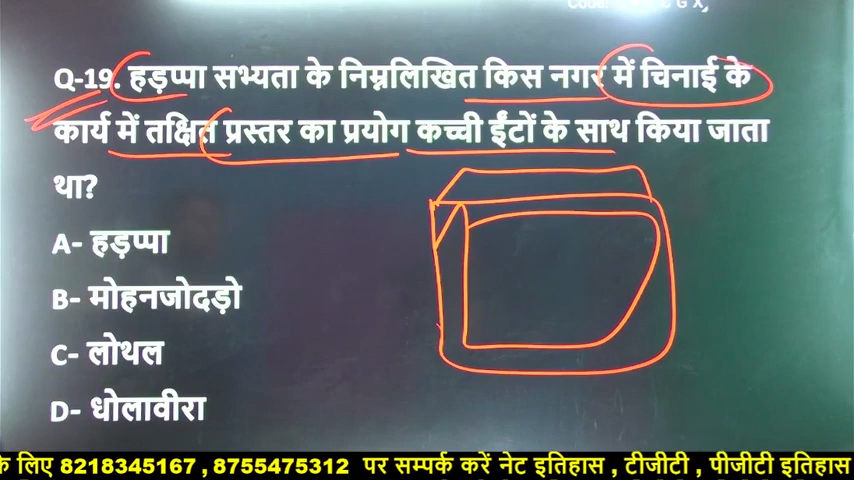 Q-19. हड़प्पा सभ्यता के निम्नलिखित किस नगर में चिनाई के
कार्य में तक्षित प्रस्तर का प्रयोग कच्ची ईंटों के साथ किया जाता
था?
A- हड़प्पा
B- मोहनजोदड़ो
C- लोथल
D- धोलावीरा
के लिए 8218345167 , 8755475312 पर सम्पर्क करें नेट इतिहास , टीजीटी , पीजीटी इतिहास